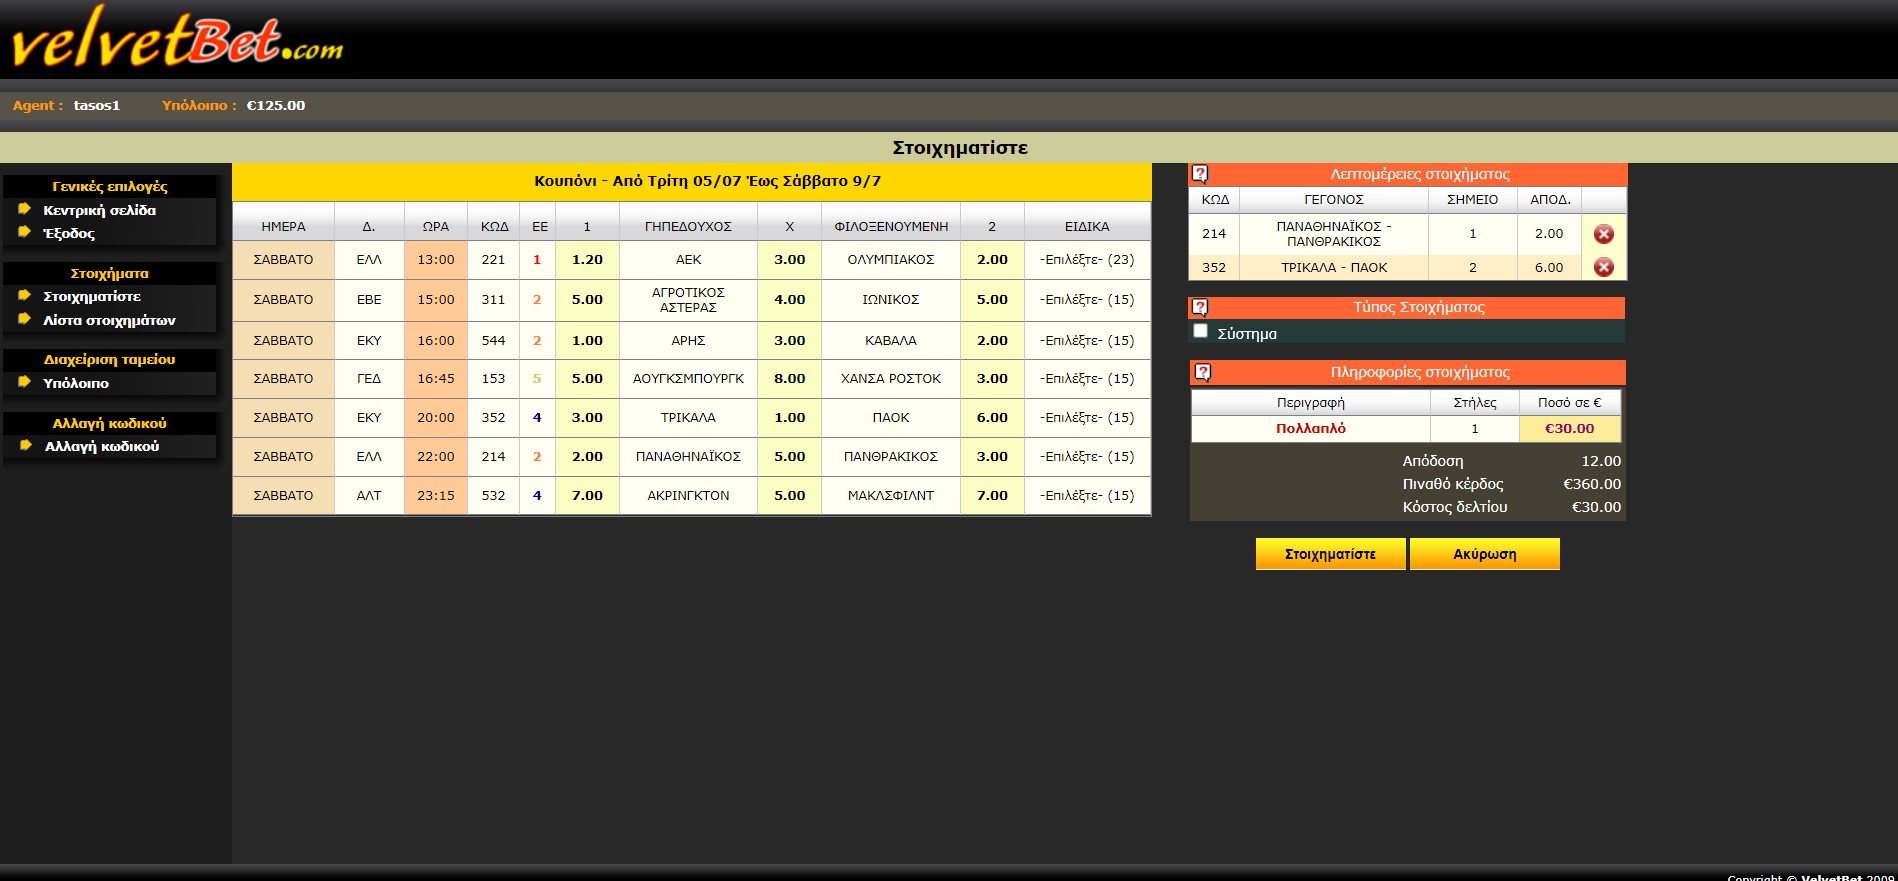 velvetBet.com
Agent : tasos1 Υπόλοιπο : €125.00
Στοιχηματίστε
Γενικές επιλογές
Κεντρική σελίδα
Έξοδος
Στοιχήματα
Στοιχηματίστε
Λίστα στοιχημάτων
Διαχείριση ταμείου
Υπόλοιπο
Αλλαγή κωδικού
Αλλαγή κωδικού
Κουπόνι - Από Τρίτη 05/07 Έως Σάββατο 9/7
ΗΜΕΡΑ Δ. ΩΡΑ ΚΩΔ ΕΕ 1 ΓΗΠΕΔΟΥΧΟΣ Χ ΦΙΛΟΞΕΝΟΥΜΕΝΗ 2 ΕΙΔΙΚΑ
ΣΑΒΒΑΤΟ ΕΛΛ 13:00 221 1 1.20 ΑΕΚ 3.00 ΟΛΥΜΠΙΑΚΟΣ 2.00 -Επιλέξτε- (23)
ΣΑΒΒΑΤΟ ΕΒΕ 15:00 311 2 5.00 ΑΓΡΟΤΙΚΟΣ ΑΣΤΕΡΑΣ 4.00 ΙΩΝΙΚΟΣ 5.00 -Επιλέξτε- (15)
ΣΑΒΒΑΤΟ ΕΚΥ 16:00 544 2 1.00 ΑΡΗΣ 3.00 ΚΑΒΑΛΑ 2.00 -Επιλέξτε- (15)
ΣΑΒΒΑΤΟ ΓΕΔ 16:45 153 5 5.00 ΑΟΥΓΚΣΜΠΟΥΡΓΚ 8.00 ΧΑΝΣΑ ΡΟΣΤΟΚ 3.00 -Επιλέξτε- (15)
ΣΑΒΒΑΤΟ ΕΚΥ 20:00 352 4 3.00 ΤΡΙΚΑΛΑ 1.00 ΠΑΟΚ 6.00 -Επιλέξτε- (15)
ΣΑΒΒΑΤΟ ΕΛΛ 22:00 214 2 2.00 ΠΑΝΑΘΗΝΑΪΚΟΣ 5.00 ΠΑΝΘΡΑΚΙΚΟΣ 3.00 -Επιλέξτε- (15)
ΣΑΒΒΑΤΟ ΑΛΤ 23:15 532 4 7.00 ΑΚΡΙΝΓΚΤΟΝ 5.00 ΜΑΚΛΣΦΙΛΝΤ 7.00 -Επιλέξτε- (15)
Λεπτομέρειες στοιχήματος
ΚΩΔ ΓΕΓΟΝΟΣ ΣΗΜΕΙΟ ΑΠΟΔ.
214 ΠΑΝΑΘΗΝΑΪΚΟΣ - ΠΑΝΘΡΑΚΙΚΟΣ 1 2.00
352 ΤΡΙΚΑΛΑ - ΠΑΟΚ 2 6.00
Τύπος Στοιχήματος
Σύστημα
Πληροφορίες στοιχήματος
Περιγραφή Στήλες Ποσό σε €
Πολλαπλό 1 €30.00
Απόδοση 12.00
Πιναθό κέρδος €360.00
Κόστος δελτίου €30.00
Στοιχηματίστε Ακύρωση
Copyright © VelvetBet 2009